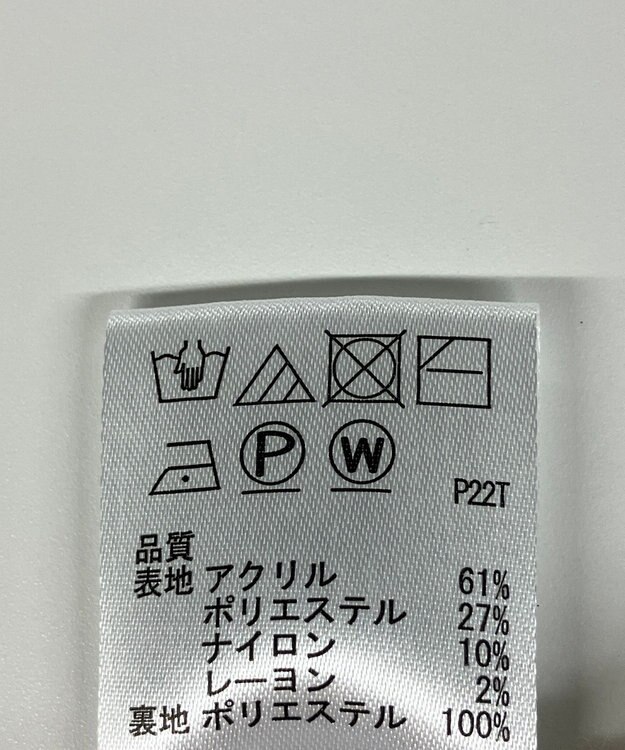 P W
P22T
品質
表地 アクリル 61%
ポリエステル 27%
ナイロン 10%
レーヨン 2%
裏地 ポリエステル 100%